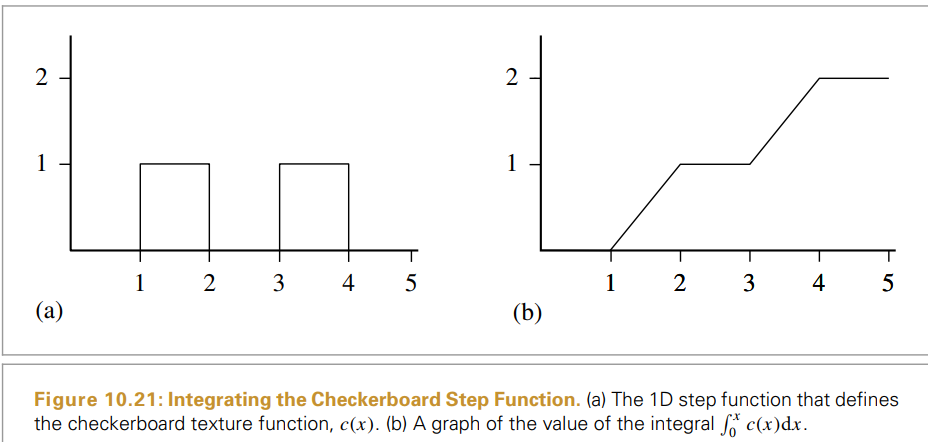 2
1
1 2 3 4 5
(a)
2
1
1 2 3 4 5
(b)
Figure 10.21: Integrating the Checkerboard Step Function. (a) The 1D step function that defines
the checkerboard texture function, c(x). (b) A graph of the value of the integral ∫₀ˣ c(x)dx.